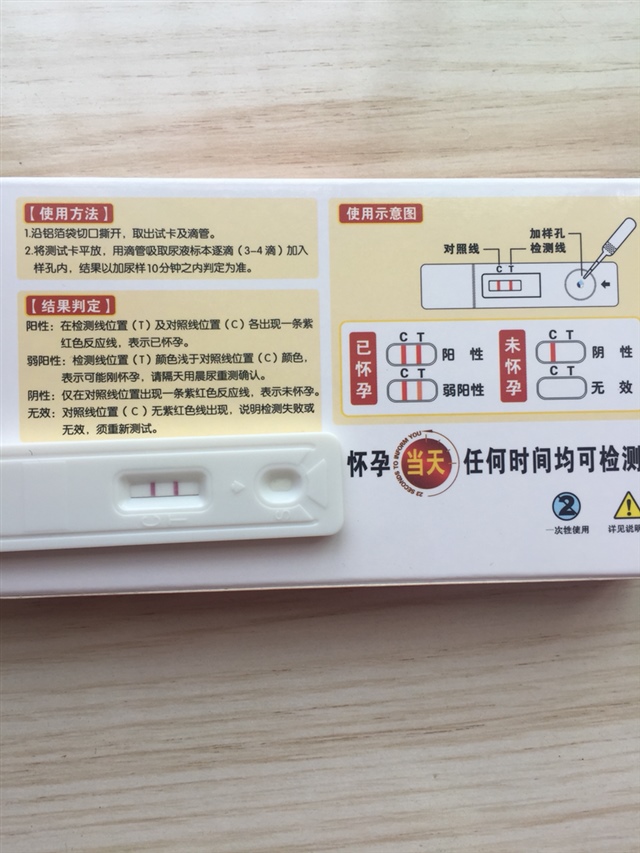 【使用方法】
1.沿铝箔袋切口撕开，取出试卡及滴管。
2.将测试卡平放，用滴管吸取尿液标本逐滴（3-4滴）加入
样孔内，结果以加尿样10分钟之内判定为准。
【结果判定】
阳性：在检测线位置（T）及对照线位置（C）各出现一条紫
红色反应线，表示已怀孕。
弱阳性：检测线位置（T）颜色浅于对照线位置（C）颜色，
表示可能刚怀孕，请隔天用晨尿重测确认。
阴性：仅在对照线位置出现一条紫红色反应线，表示未怀孕。
无效：对照线位置（C）无紫红色线出现，说明检测失败或
无效，须重新测试。
使用示意图
加样孔
对照线
检测线
C T
已怀孕
C T
阳 性
弱阳性
未怀孕
C T
阴 性
无 效
怀孕
当天
23 SECONDS TO INFORM YOU
任何时间均可检测
2
一次性使用
详见说明
C T
S